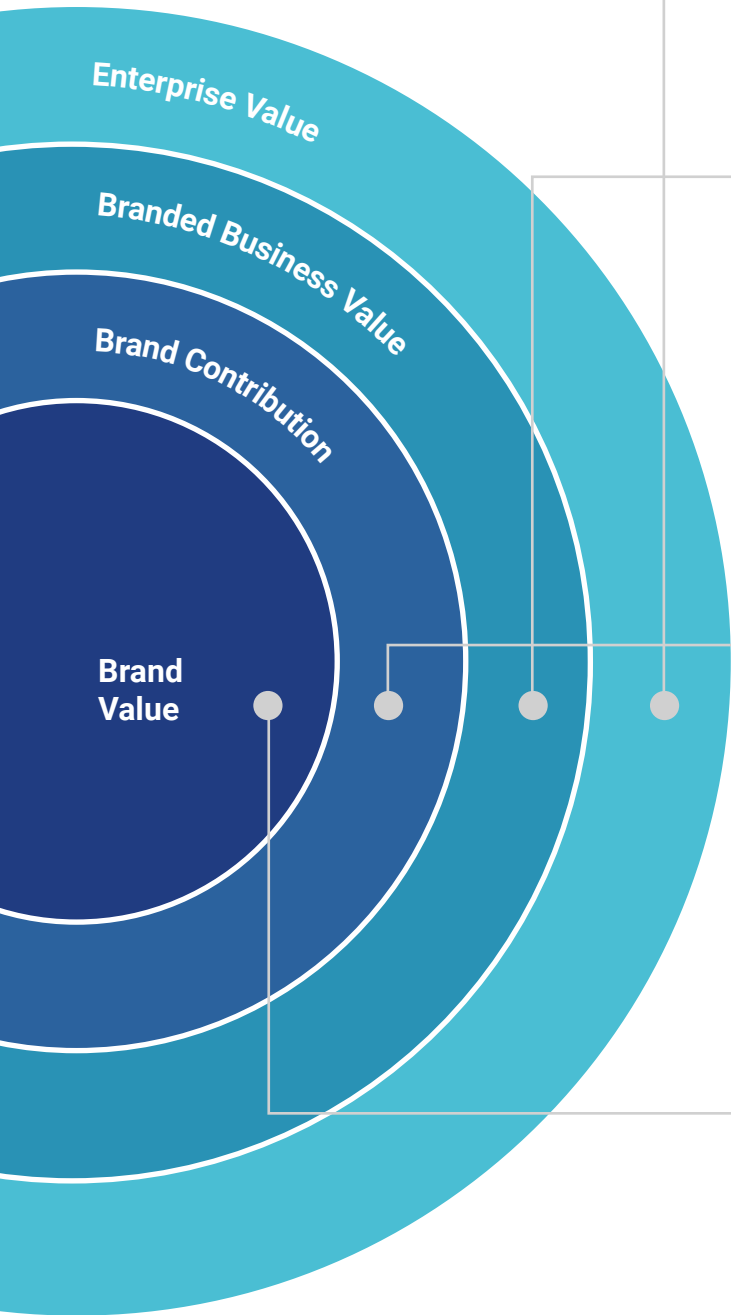 Enterprise Value
Branded Business Value
Brand Contribution
Brand
Value